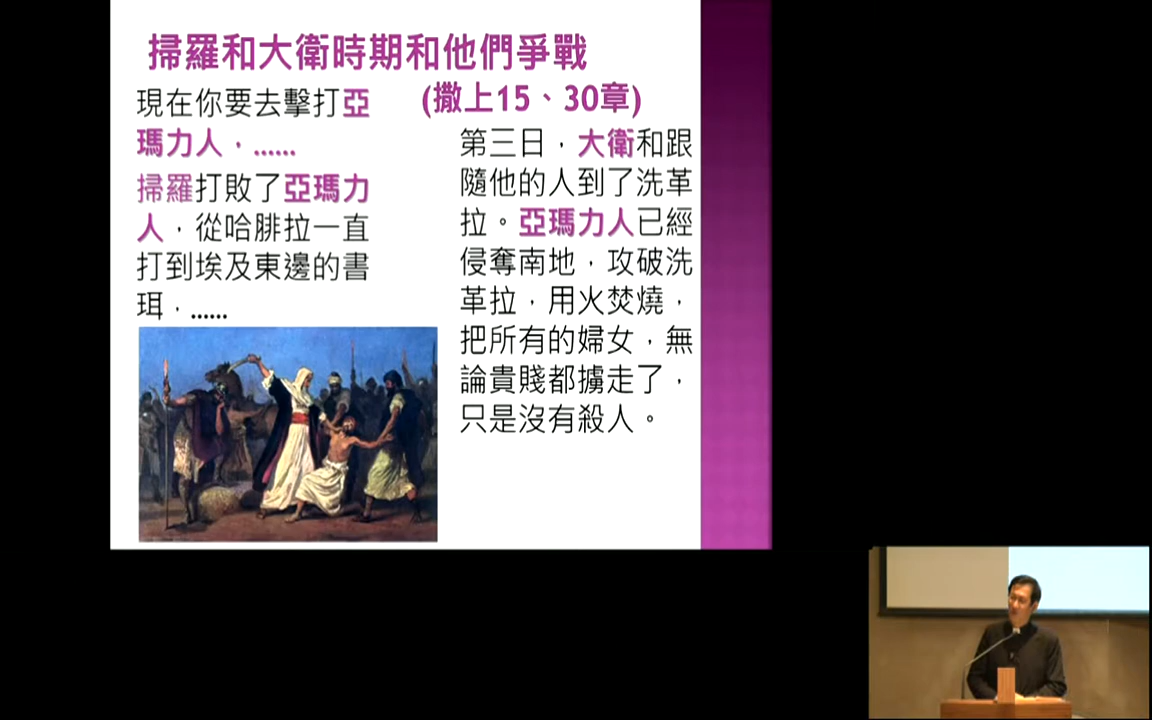 掃羅和大衛時期和他們爭戰
(撒上15、30章)
現在你要去擊打亞
瑪力人，……
掃羅打敗了亞瑪力
人，從哈腓拉一直
打到埃及東邊的書
珥，……
第三日，大衛和跟
隨他的人到了洗革
拉。亞瑪力人已經
侵奪南地，攻破洗
革拉，用火焚燒，
把所有的婦女，無
論貴賤都擄走了，
只是沒有殺人。